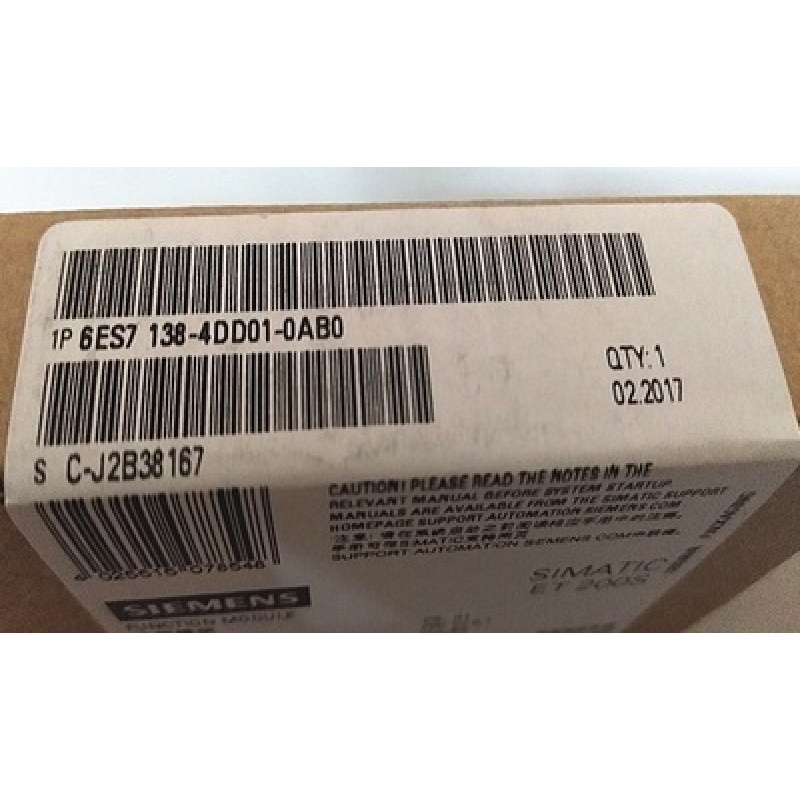 1P 6ES7 138-4DD01-0AB0
QTY: 1
02.2017
S C-J2B38167
CAUTION! PLEASE READ THE NOTES IN THE
RELEVANT MANUAL BEFORE SYSTEM STARTUP
MANUALS ARE AVAILABLE FROM THE SIMATIC SUPPORT
HOMEPAGE SUPPORT AUTOMATION SIEMENS COM
SUPPORT AUTOMATION SIEMENS COM
SIEMENS
FUNCTION MODULE
SIMATIC
ET 200S